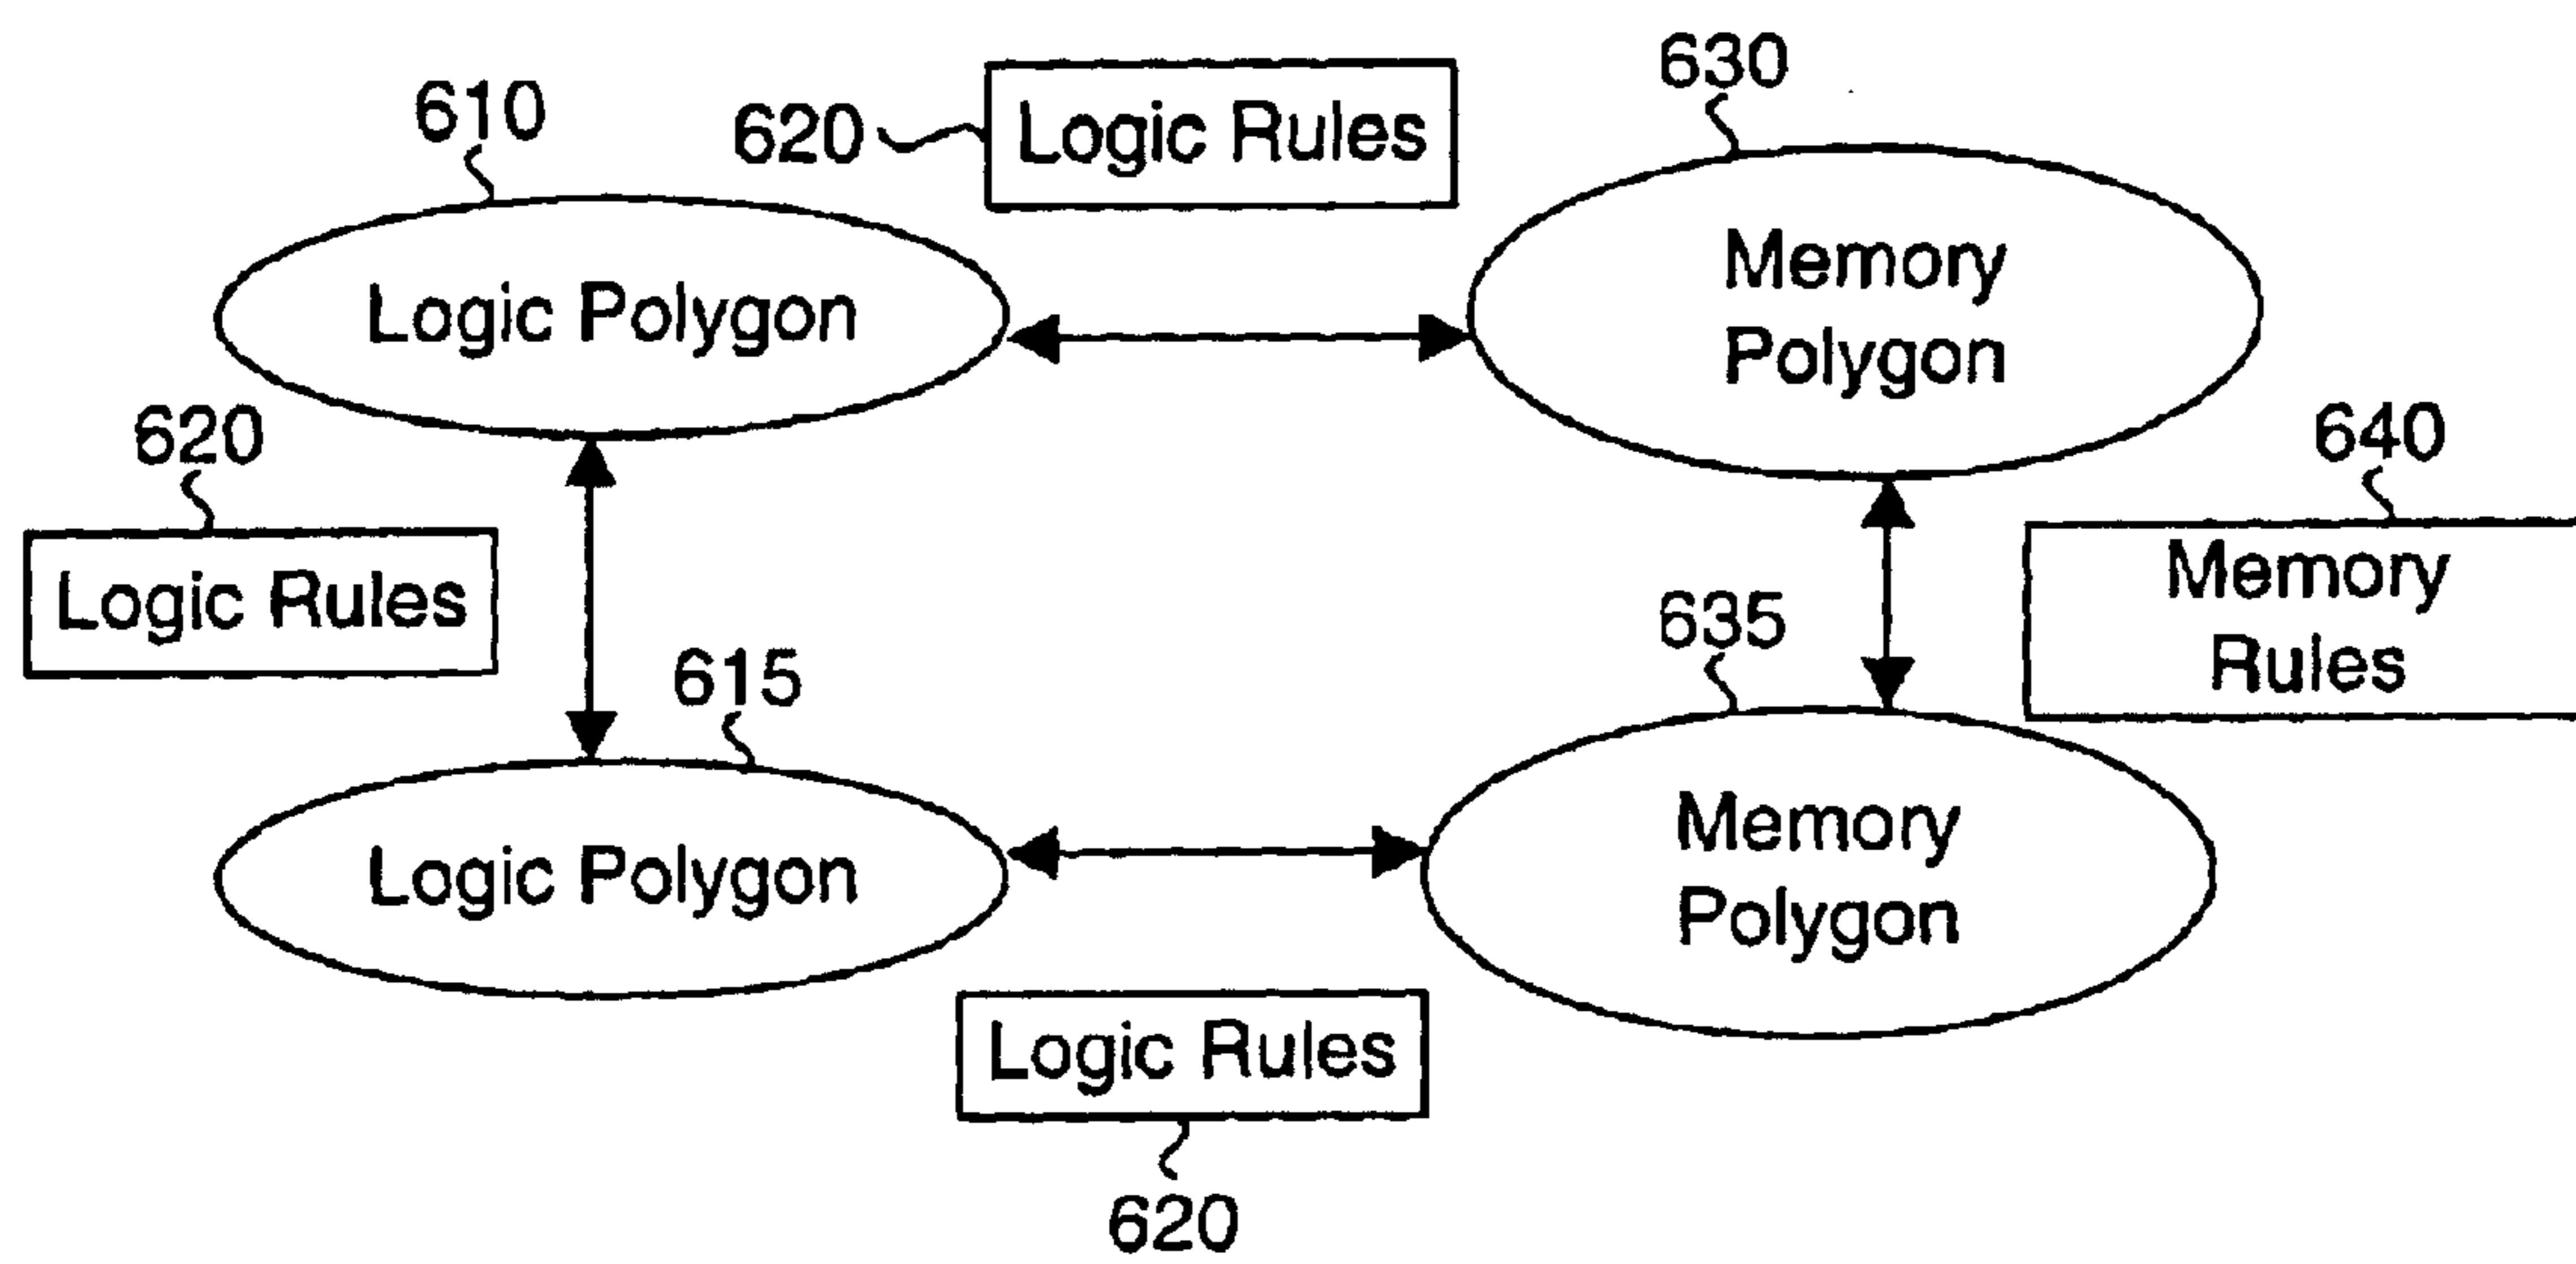 630
610
620
Logic Rules
Memory
Polygon
Logic Polygon
620
640
Logic Rules
Memory
Rules
635
615
Memory
Polygon
Logic Polygon
Logic Rules
620